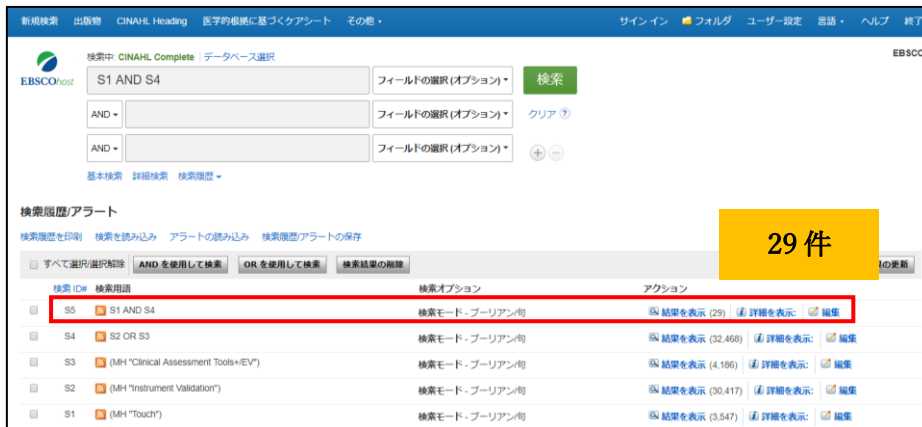 新規検索 出版物 CINAHL Heading 医学的根拠に基づくケアシート その他 サインイン フォルダ ユーザー設定 言語 ヘルプ 終了
検索中: CINAHL Complete データベース選択
EBSCO
EBSCOhost
S1 AND S4 フィールドの選択 (オプション) 検索
AND フィールドの選択 (オプション) クリア ?
AND フィールドの選択 (オプション)
基本検索 詳細検索 検索履歴
検索履歴/アラート
検索履歴を印刷 検索を読み込み アラートの読み込み 検索履歴/アラートの保存
29 件
すべて選択/選択解除 AND を使用して検索 OR を使用して検索 検索結果の削除 の更新
検索 ID# 検索用語 検索オプション アクション
S5 S1 AND S4 検索モード - ブーリアン/句 結果を表示 (29) 詳細を表示: 編集
S4 S2 OR S3 検索モード - ブーリアン/句 結果を表示 (32,468) 詳細を表示: 編集
S3 (MH "Clinical Assessment Tools+/EV") 検索モード - ブーリアン/句 結果を表示 (4,186) 詳細を表示: 編集
S2 (MH "Instrument Validation") 検索モード - ブーリアン/句 結果を表示 (30,417) 詳細を表示: 編集
S1 (MH "Touch") 検索モード - ブーリアン/句 結果を表示 (3,547) 詳細を表示: 編集